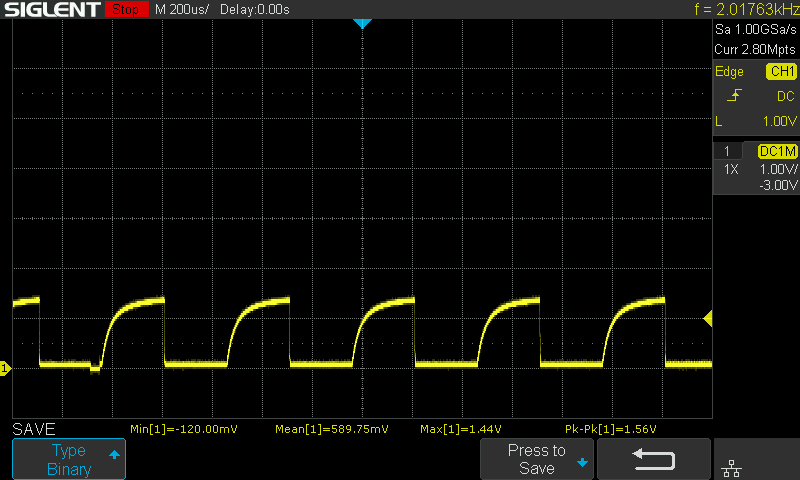 SIGLENT Stop M 200us/ Delay:0.00s f = 2.01763kHz
Sa 1.00GSa/s
Curr 2.80Mpts
Edge CH1
DC
L 1.00V
1 DC1M
1X 1.00V/
-3.00V
1
SAVE Min[1]=-120.00mV Mean[1]=589.75mV Max[1]=1.44V Pk-Pk[1]=1.56V
Type
Binary
Press to
Save